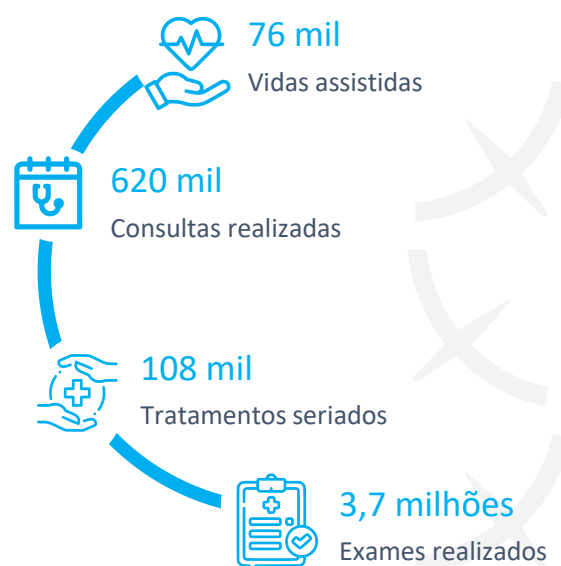 76 mil
Vidas assistidas
620 mil
Consultas realizadas
108 mil
Tratamentos seriados
3,7 milhões
Exames realizados